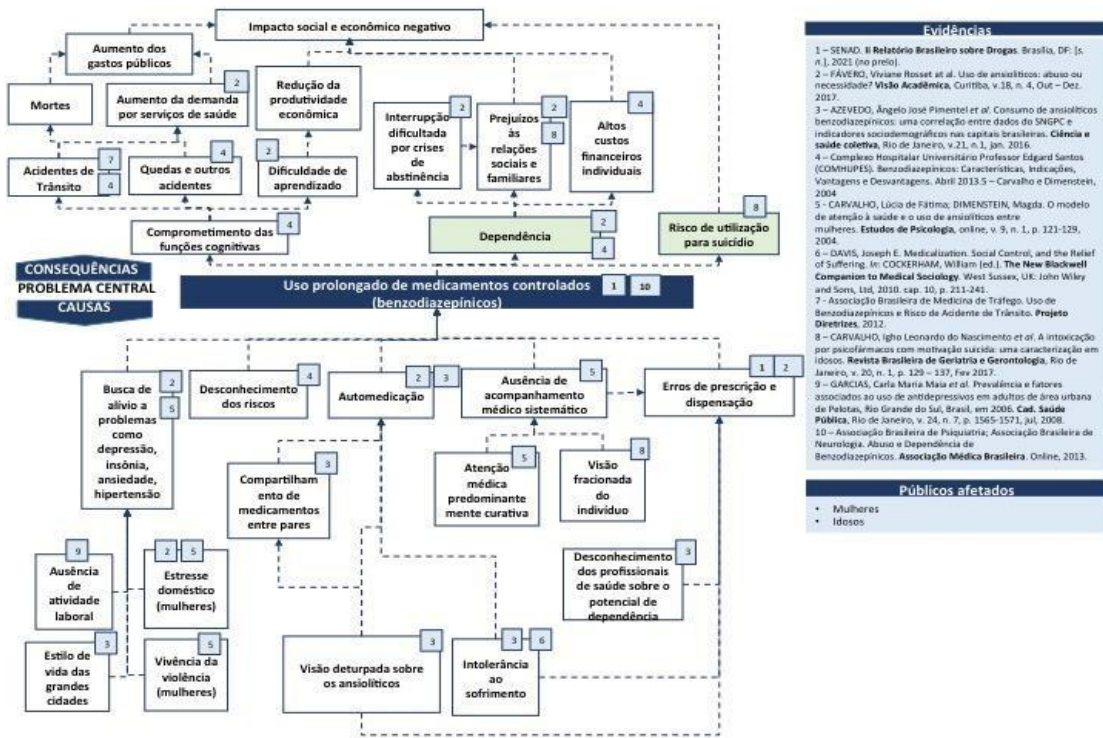 Impacto social e econômico negativo
Aumento dos
gastos públicos
Mortes
2
Aumento da demanda
por serviços de saúde
Redução da
produtividade
econômica
2
Interrupção
dificultada
por crises de
abstinência
2
8
Prejuízos
às
relações
sociais e
familiares
4
Altos
custos
financeiros
individuais
7
4
Acidentes de
Trânsito
4
Quedas e outros
acidentes
2
Dificuldade de
aprendizado
4
Comprometimento das
funções cognitivas
2
4
Dependência
8
Risco de utilização
para suicídio
CONSEQUÊNCIAS
PROBLEMA CENTRAL
CAUSAS
Uso prolongado de medicamentos controlados
(benzodiazepínicos)
1
10
2
5
Busca de
alívio a
problemas
como
depressão,
insônia,
ansiedade,
hipertensão
4
Desconhecimento
dos riscos
2
3
Automedicação
5
Ausência de
acompanhamento
médico sistemático
1
2
Erros de prescrição e
dispensação
3
Compartilham
ento de
medicamentos
entre pares
5
Atenção
médica
predominante
mente curativa
8
Visão
fracionada
do
indivíduo
9
Ausência de
atividade
laboral
2
5
Estresse
doméstico
(mulheres)
3
Desconhecimento
dos profissionais
de saúde sobre o
potencial de
dependência
3
Estilo de
vida das
grandes
cidades
5
Vivência da
violência
(mulheres)
3
Visão deturpada sobre
os ansiolíticos
3
6
Intolerância
ao
sofrimento
Evidências
1 – SENAD. II Relatório Brasileiro sobre Drogas. Brasília, DF: [s.
n.], 2021 (no prelo).
2 – FÁVERO, Viviane Rosset at al. Uso de ansiolíticos: abuso ou
necessidade? Visão Acadêmica, Curitiba, v.18, n. 4, Out – Dez.
2017.
3 – AZEVEDO, Ângelo José Pimentel et al. Consumo de ansiolíticos
benzodiazepínicos: uma correlação entre dados do SNGPC e
indicadores sociodemográficos nas capitais brasileiras. Ciência e
saúde coletiva, Rio de Janeiro, v.21, n.1, jan. 2016.
4 – Complexo Hospitalar Universitário Professor Edgard Santos
(COMHUPES). Benzodiazepínicos: Características, Indicações,
Vantagens e Desvantagens. Abril 2013.5 – Carvalho e Dimenstein,
2004
5 - CARVALHO, Lúcia de Fátima; DIMENSTEIN, Magda. O modelo
de atenção à saúde e o uso de ansiolíticos entre
mulheres. Estudos de Psicologia, online, v. 9, n. 1, p. 121-129,
2004.
6 – DAVIS, Joseph E. Medicalization. Social Control, and the Relief
of Suffering. In: COCKERHAM, William (ed.). The New Blackwell
Companion to Medical Sociology. West Sussex, UK: John Wiley
and Sons, Ltd, 2010. cap. 10, p. 211-241.
7 - Associação Brasileira de Medicina de Tráfego. Uso de
Benzodiazepínicos e Risco de Acidente de Trânsito. Projeto
Diretrizes, 2012.
8 – CARVALHO, Igho Leonardo do Nascimento et al. A intoxicação
por psicofármacos com motivação suicida: uma caracterização em
idosos. Revista Brasileira de Geriatria e Gerontologia, Rio de
Janeiro, v. 20, n. 1, p. 129 – 137, Fev 2017.
9 – GARCIAS, Carla Maria Maia et al. Prevalência e fatores
associados ao uso de antidepressivos em adultos de área urbana
de Pelotas, Rio Grande do Sul, Brasil, em 2006. Cad. Saúde
Pública, Rio de Janeiro, v. 24, n. 7, p. 1565-1571, jul, 2008.
10 – Associação Brasileira de Psiquiatria; Associação Brasileira de
Neurologia. Abuso e Dependência de
Benzodiazepínicos. Associação Médica Brasileira. Online, 2013.
Públicos afetados
• Mulheres
• Idosos